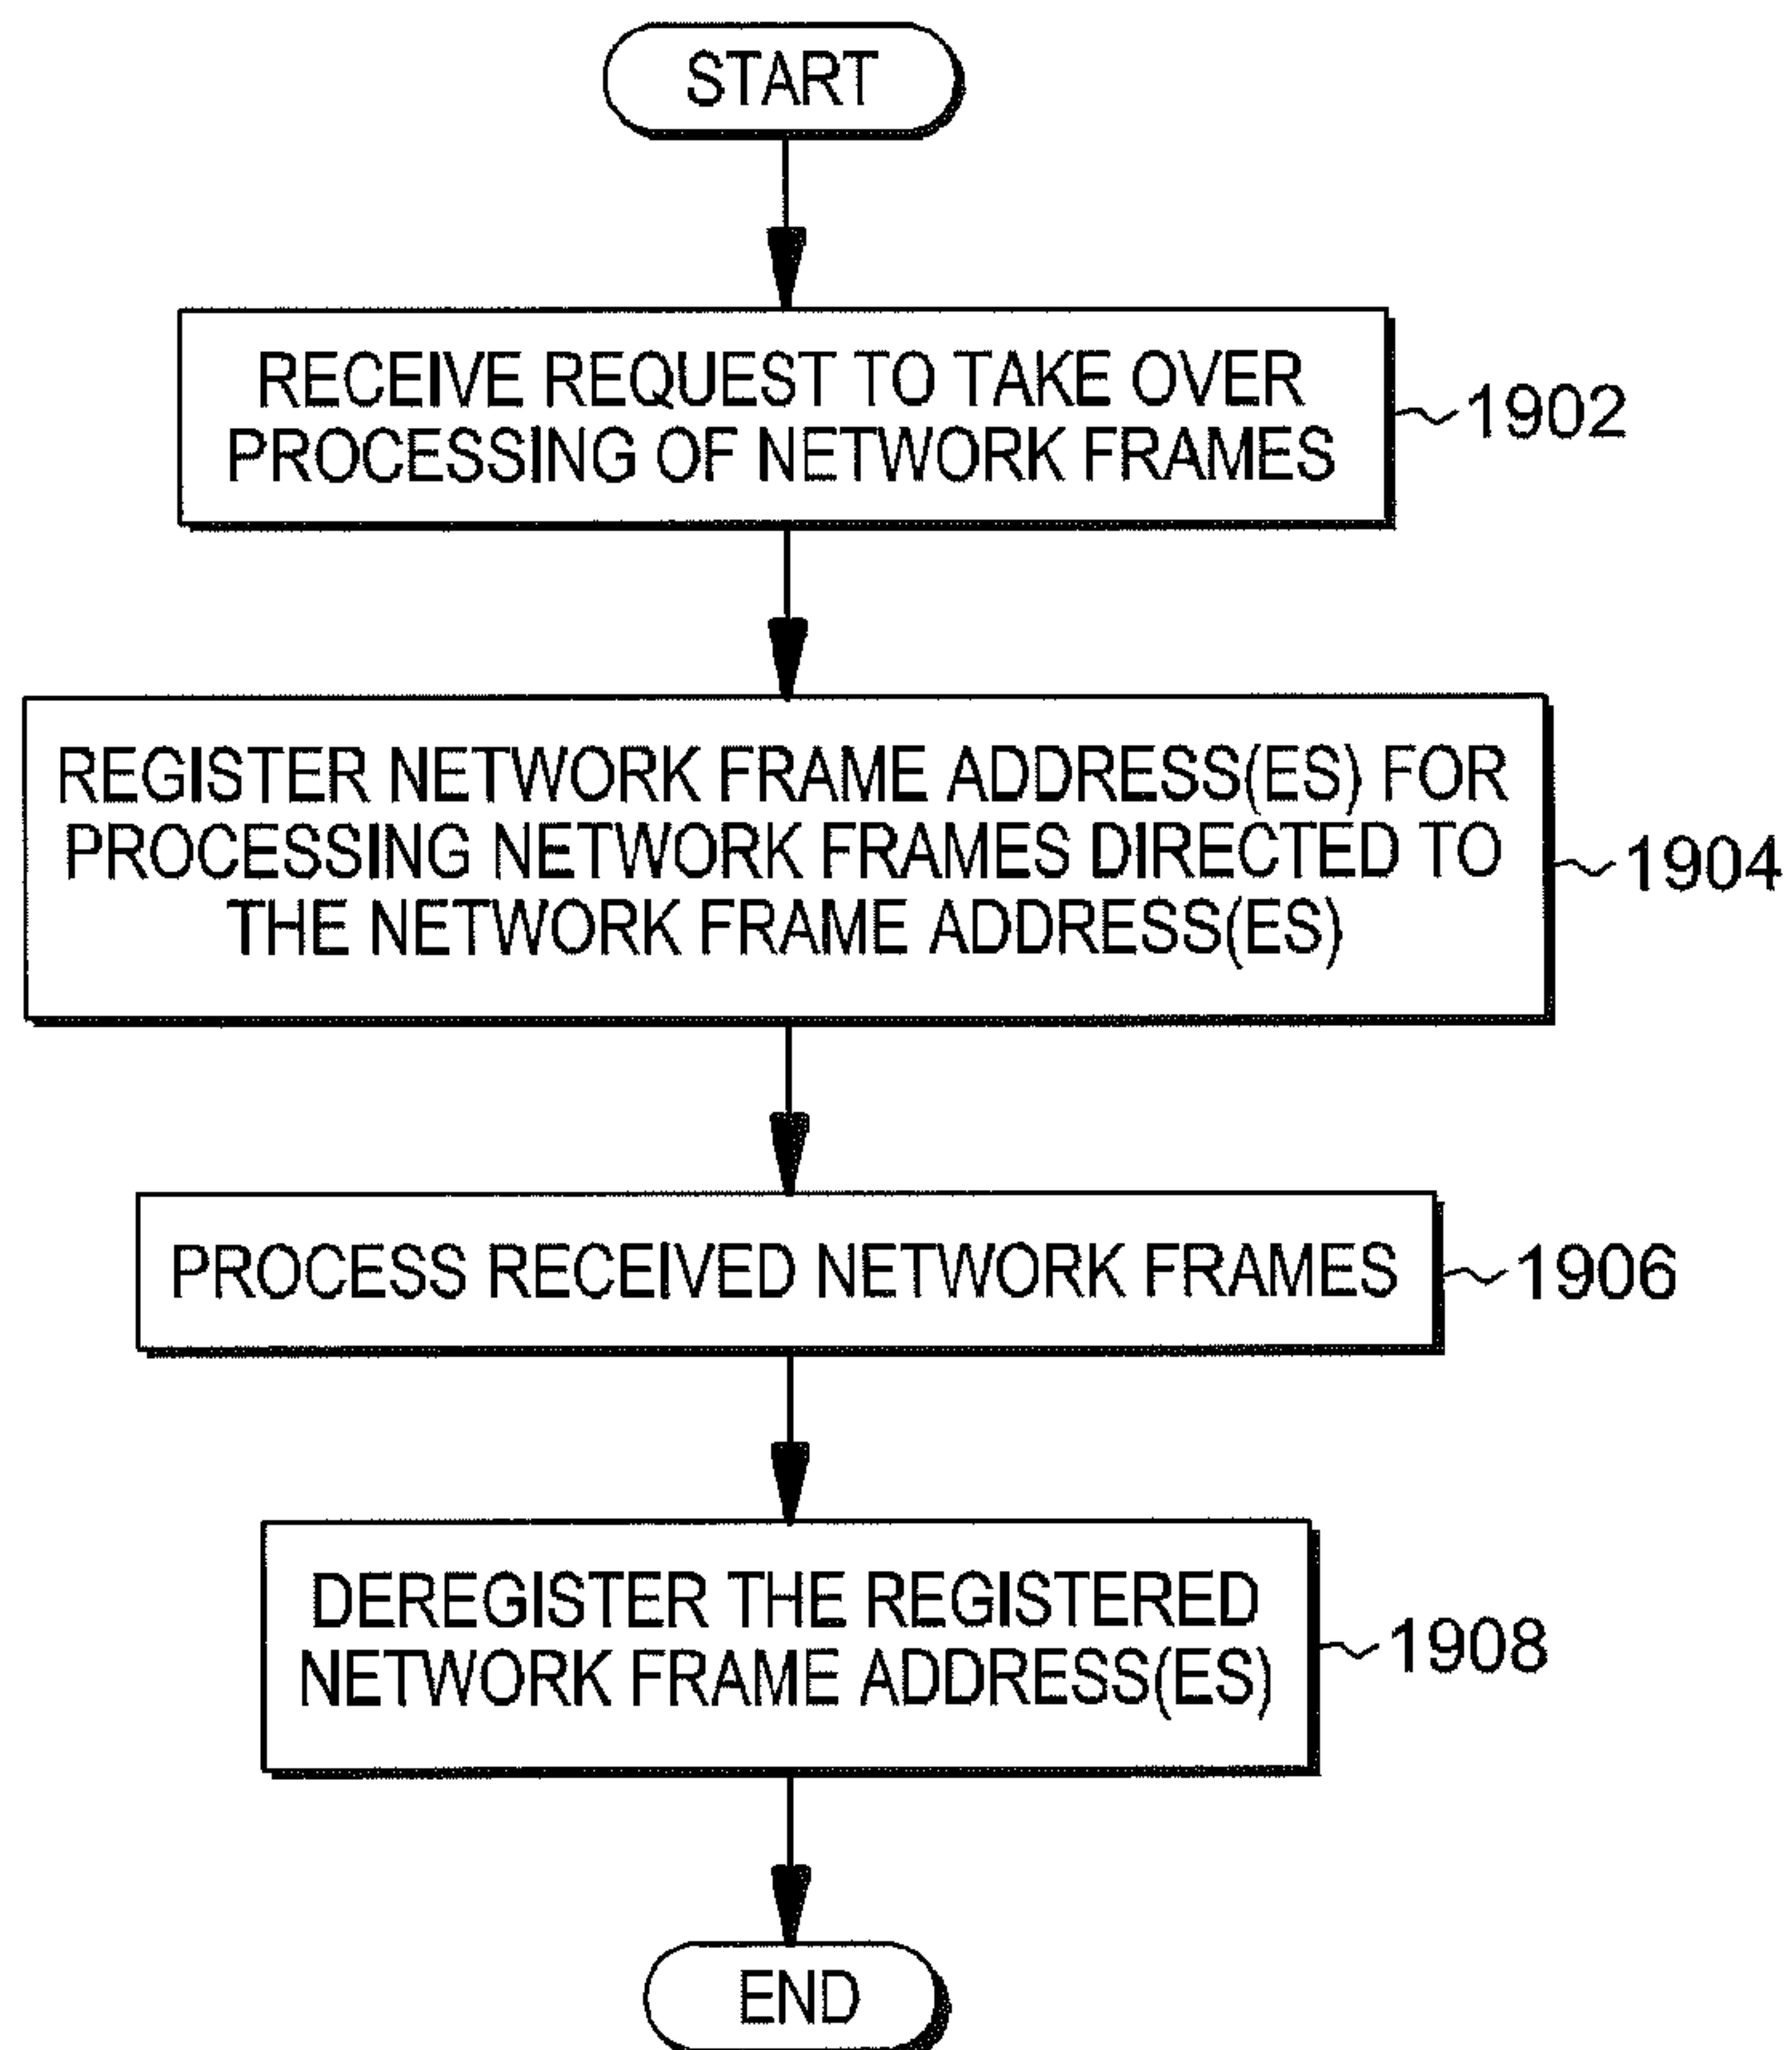 START
RECEIVE REQUEST TO TAKE OVER
PROCESSING OF NETWORK FRAMES
1902
REGISTER NETWORK FRAME ADDRESS(ES) FOR
PROCESSING NETWORK FRAMES DIRECTED TO
THE NETWORK FRAME ADDRESS(ES)
1904
PROCESS RECEIVED NETWORK FRAMES
1906
DEREGISTER THE REGISTERED
NETWORK FRAME ADDRESS(ES)
1908
END